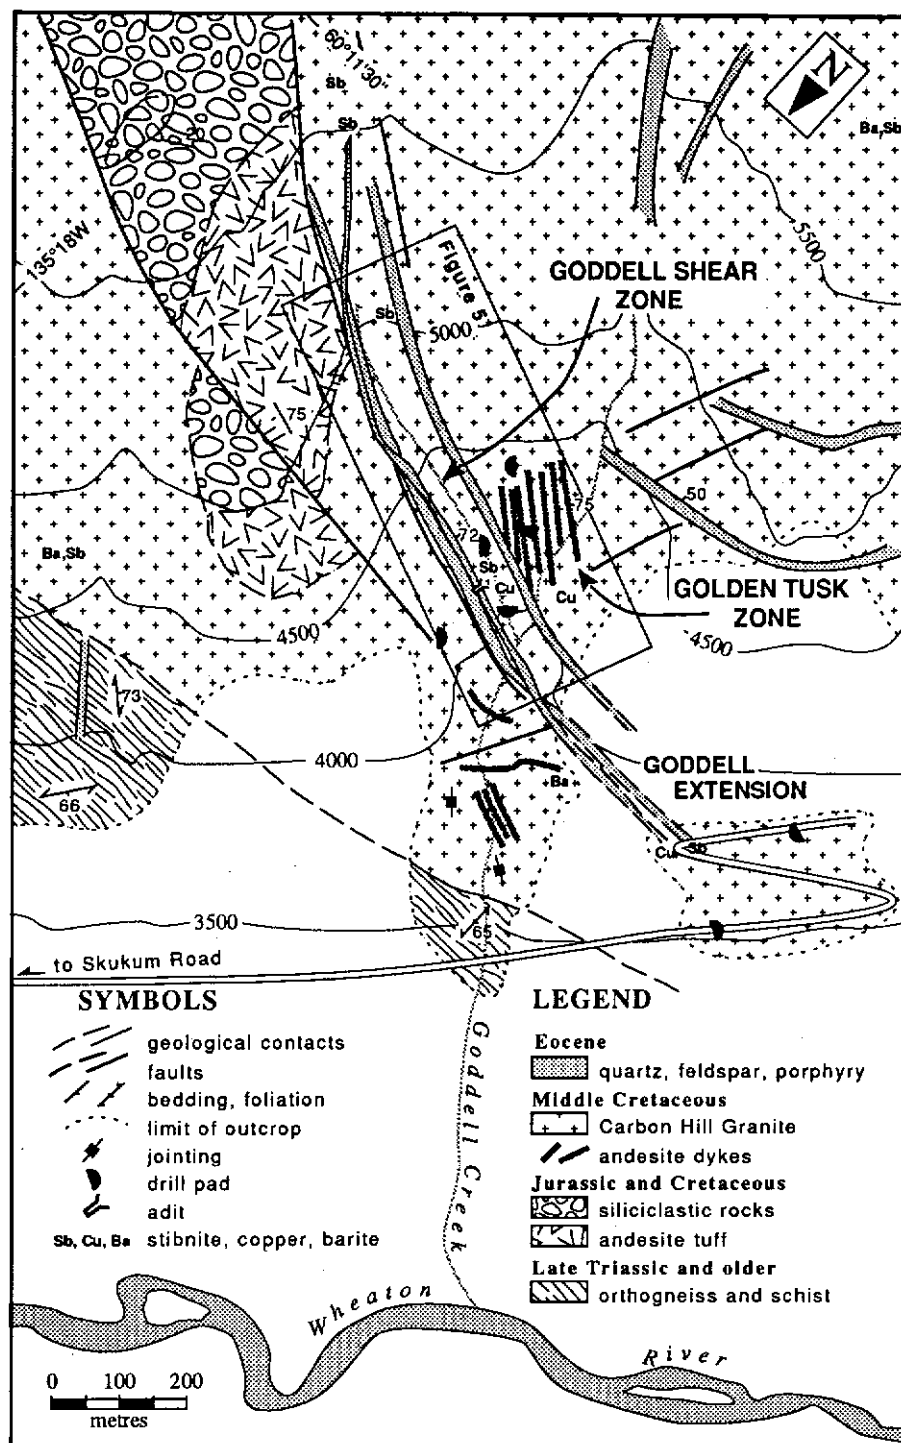 60°11'30"
N
Sb
Sb
Ba,Sb
20
135°18W
5500
Figure 5
GODDELL SHEAR
ZONE
Sb
5000
75
50
75
72
Sb
Cu
Cu
Ba,Sb
GOLDEN TUSK
ZONE
4500
4500
73
4000
66
GODDELL
EXTENSION
Ba
Cu
Sb
3500
65
to Skukum Road
SYMBOLS
geological contacts
faults
bedding, foliation
limit of outcrop
jointing
drill pad
adit
Sb, Cu, Ba stibnite, copper, barite
Goddell Creek
LEGEND
Eocene
quartz, feldspar, porphyry
Middle Cretaceous
Carbon Hill Granite
andesite dykes
Jurassic and Cretaceous
siliciclastic rocks
andesite tuff
Late Triassic and older
orthogneiss and schist
Wheaton
River
0 100 200
metres